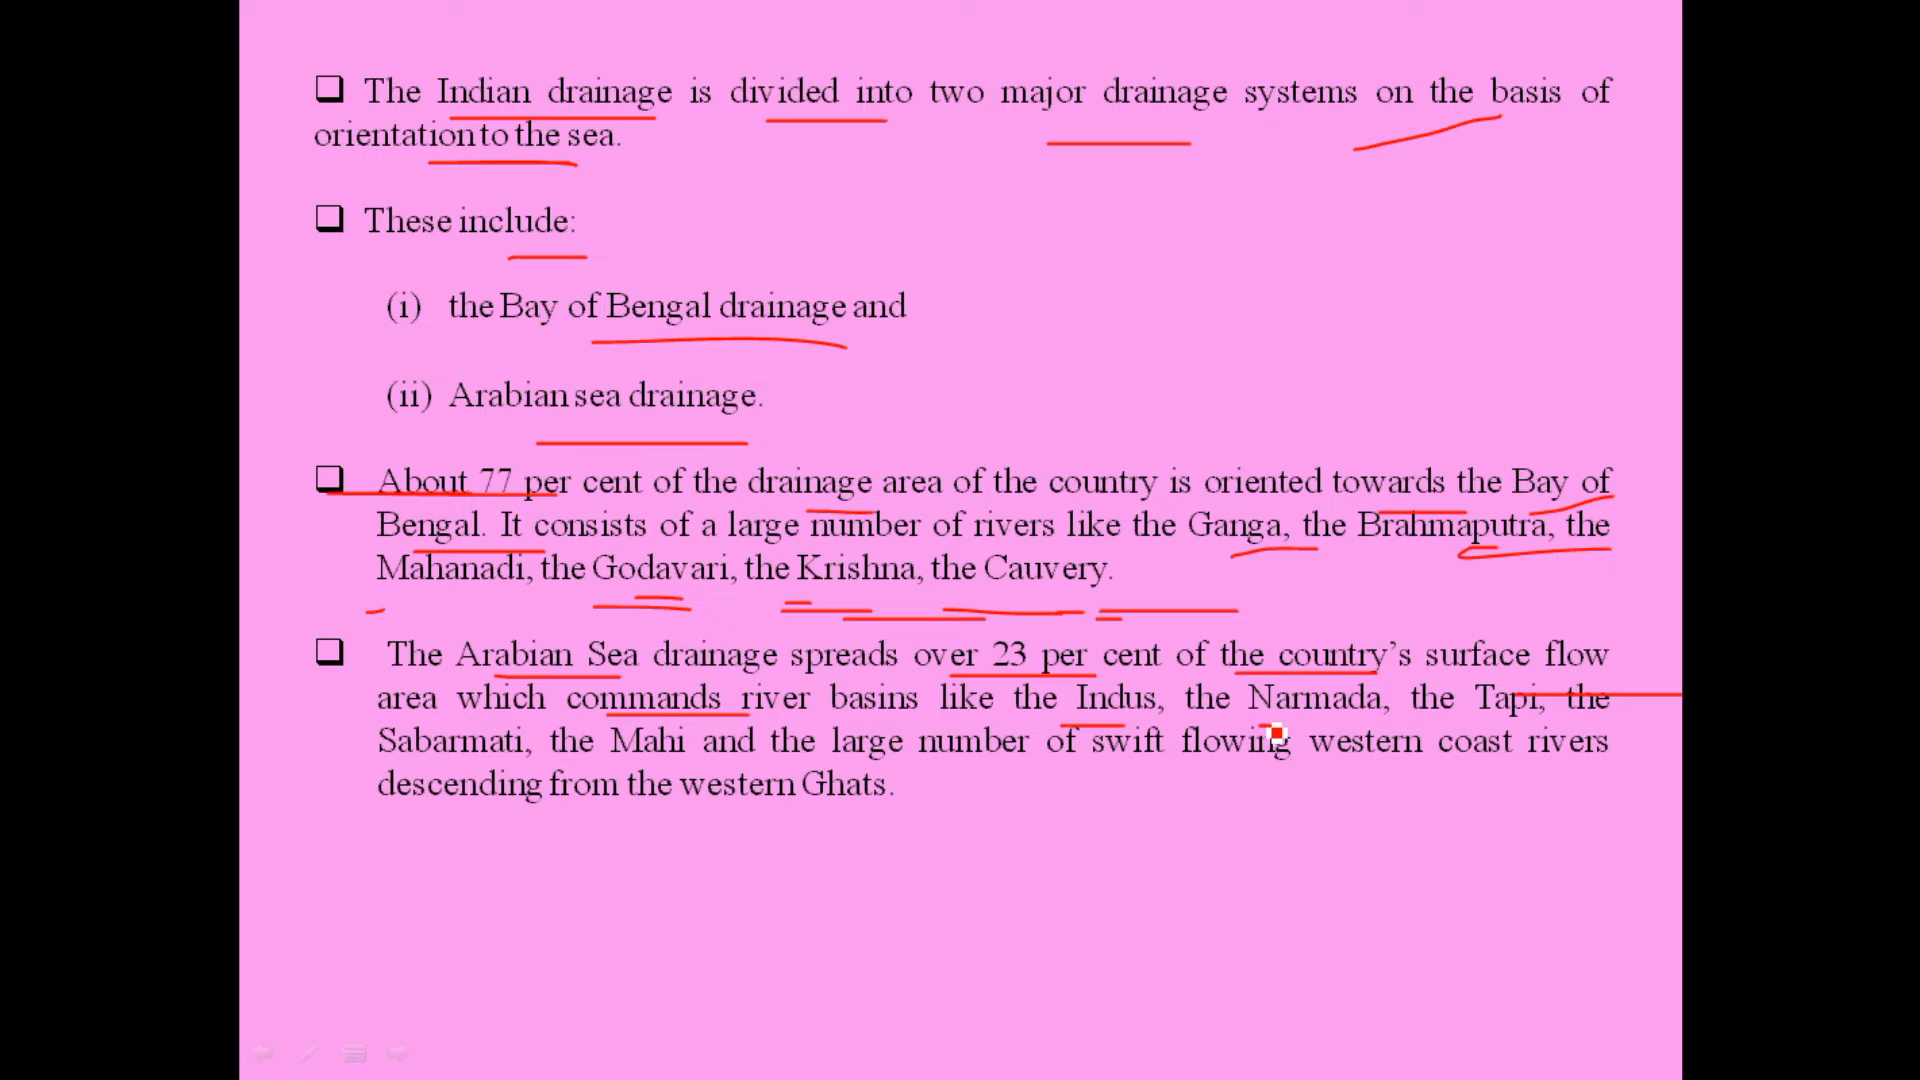 ❑ The Indian drainage is divided into two major drainage systems on the basis of
orientation to the sea.
❑ These include:
(i) the Bay of Bengal drainage and
(ii) Arabian sea drainage.
❑ About 77 per cent of the drainage area of the country is oriented towards the Bay of
Bengal. It consists of a large number of rivers like the Ganga, the Brahmaputra, the
Mahanadi, the Godavari, the Krishna, the Cauvery.
❑ The Arabian Sea drainage spreads over 23 per cent of the country’s surface flow
area which commands river basins like the Indus, the Narmada, the Tapi, the
Sabarmati, the Mahi and the large number of swift flowing western coast rivers
descending from the western Ghats.